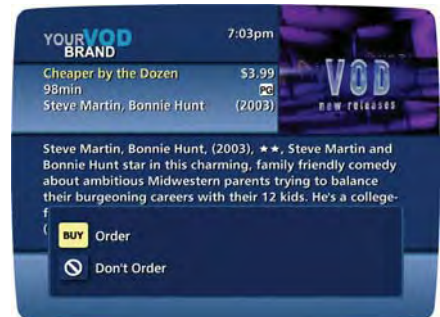 YOURVOD
BRAND
7:03pm
Cheaper by the Dozen $3.99
98min PG
Steve Martin, Bonnie Hunt (2003)
VOD
new releases
Steve Martin, Bonnie Hunt, (2003), ★★, Steve Martin and
Bonnie Hunt star in this charming, family friendly comedy
about ambitious Midwestern parents trying to balance
their burgeoning careers with their 12 kids. He's a college-
BUY Order
Don't Order